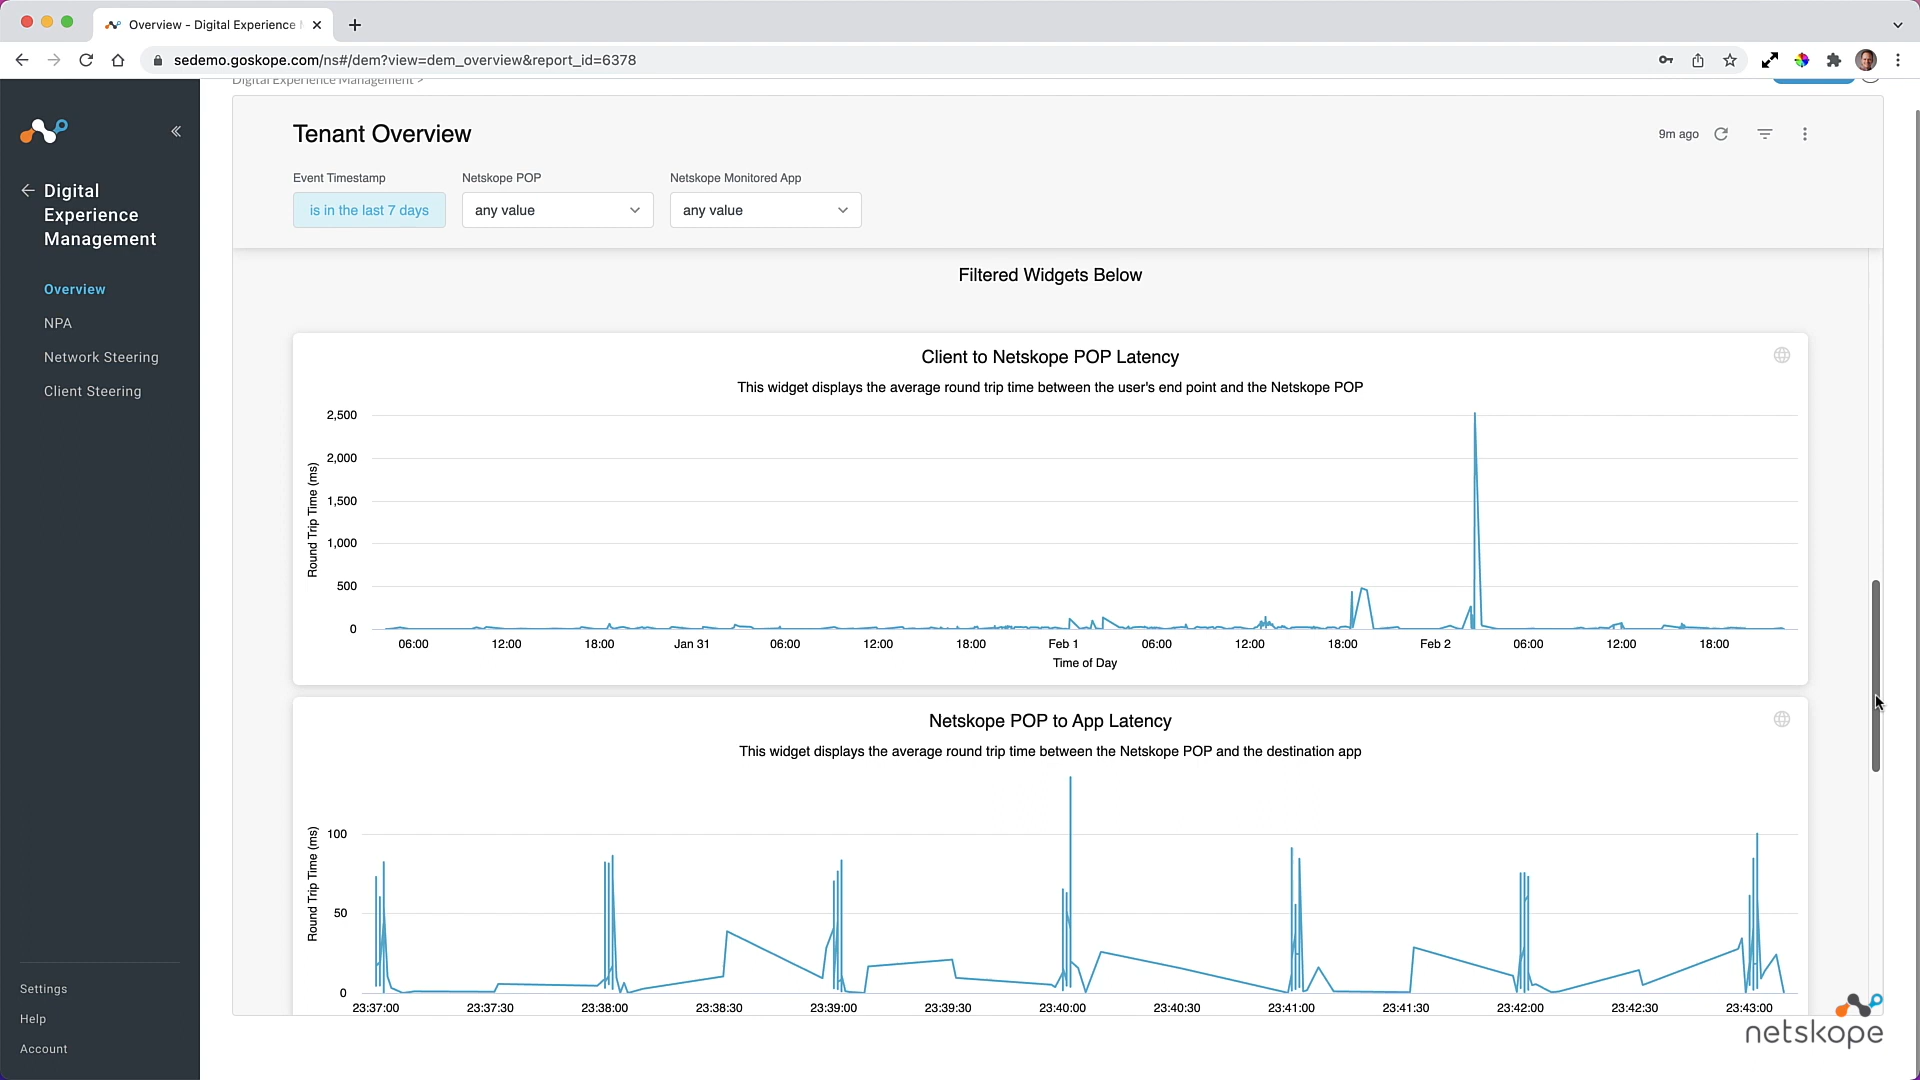 Overview - Digital Experience
sedemo.goskope.com/ns#/dem?view=dem_overview&report_id=6378
Digital Experience Management >
Digital
Experience
Management
Overview
NPA
Network Steering
Client Steering
Settings
Help
Account
Tenant Overview
9m ago
Event Timestamp
Netskope POP
Netskope Monitored App
is in the last 7 days
any value
any value
Filtered Widgets Below
Client to Netskope POP Latency
This widget displays the average round trip time between the user's end point and the Netskope POP
Round Trip Time (ms)
2,500
2,000
1,500
1,000
500
0
06:00 12:00 18:00 Jan 31 06:00 12:00 18:00 Feb 1 06:00 12:00 18:00 Feb 2 06:00 12:00 18:00
Time of Day
Netskope POP to App Latency
This widget displays the average round trip time between the Netskope POP and the destination app
Round Trip Time (ms)
100
50
0
23:37:00 23:37:30 23:38:00 23:38:30 23:39:00 23:39:30 23:40:00 23:40:30 23:41:00 23:41:30 23:42:00 23:42:30 23:43:00
netskope